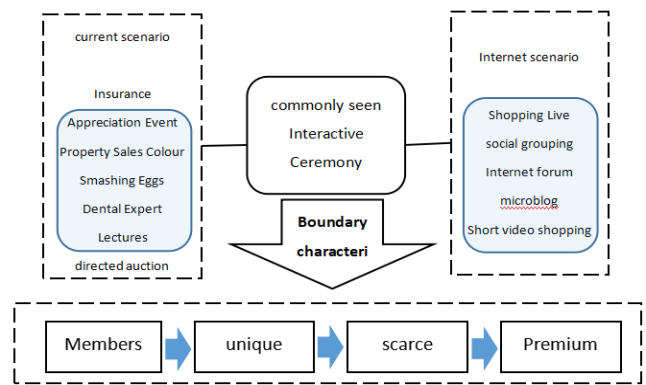 current scenario
Insurance
Appreciation Event
Property Sales Colour
Smashing Eggs
Dental Expert
Lectures
directed auction
commonly seen
Interactive
Ceremony
Internet scenario
Shopping Live
social grouping
Internet forum
microblog
Short video shopping
Boundary
characteri
Members
unique
scarce
Premium